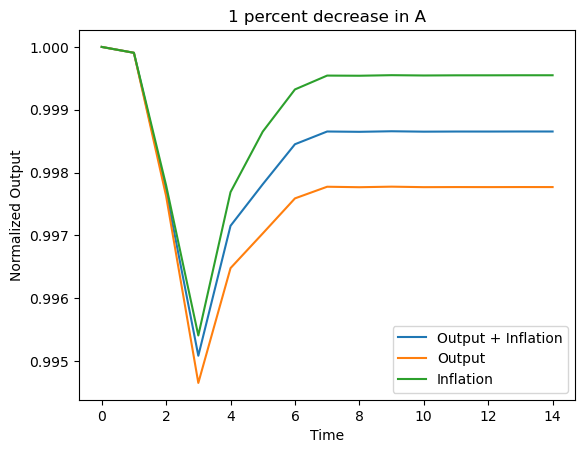 1 percent decrease in A
1.000
0.999
0.998
0.997
0.996
0.995
Normalized Output
Output + Inflation
Output
Inflation
0 2 4 6 8 10 12 14
Time